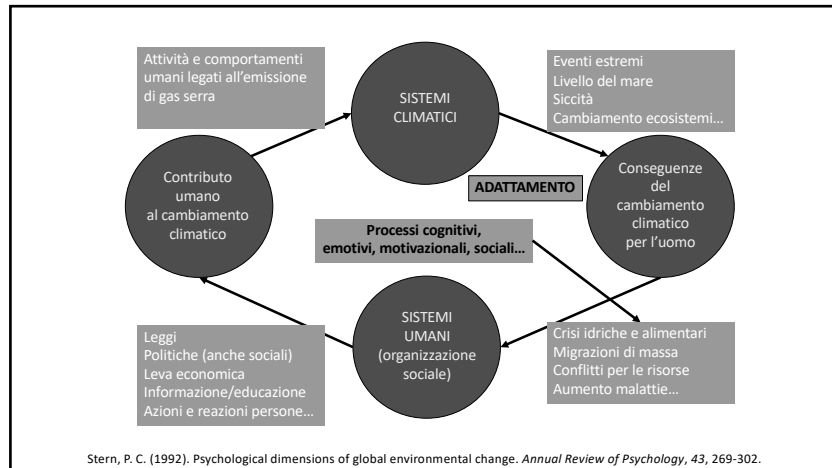 Attività e comportamenti
umani legati all'emissione
di gas serra
SISTEMI
CLIMATICI
Eventi estremi
Livello del mare
Siccità
Cambiamento ecosistemi…
Contributo
umano
al cambiamento
climatico
ADATTAMENTO
Conseguenze
del
cambiamento
climatico
per l'uomo
Processi cognitivi,
emotivi, motivazionali, sociali…
Leggi
Politiche (anche sociali)
Leva economica
Informazione/educazione
Azioni e reazioni persone…
SISTEMI
UMANI
(organizzazione
sociale)
Crisi idriche e alimentari
Migrazioni di massa
Conflitti per le risorse
Aumento malattie…
Stern, P. C. (1992). Psychological dimensions of global environmental change. Annual Review of Psychology, 43, 269-302.